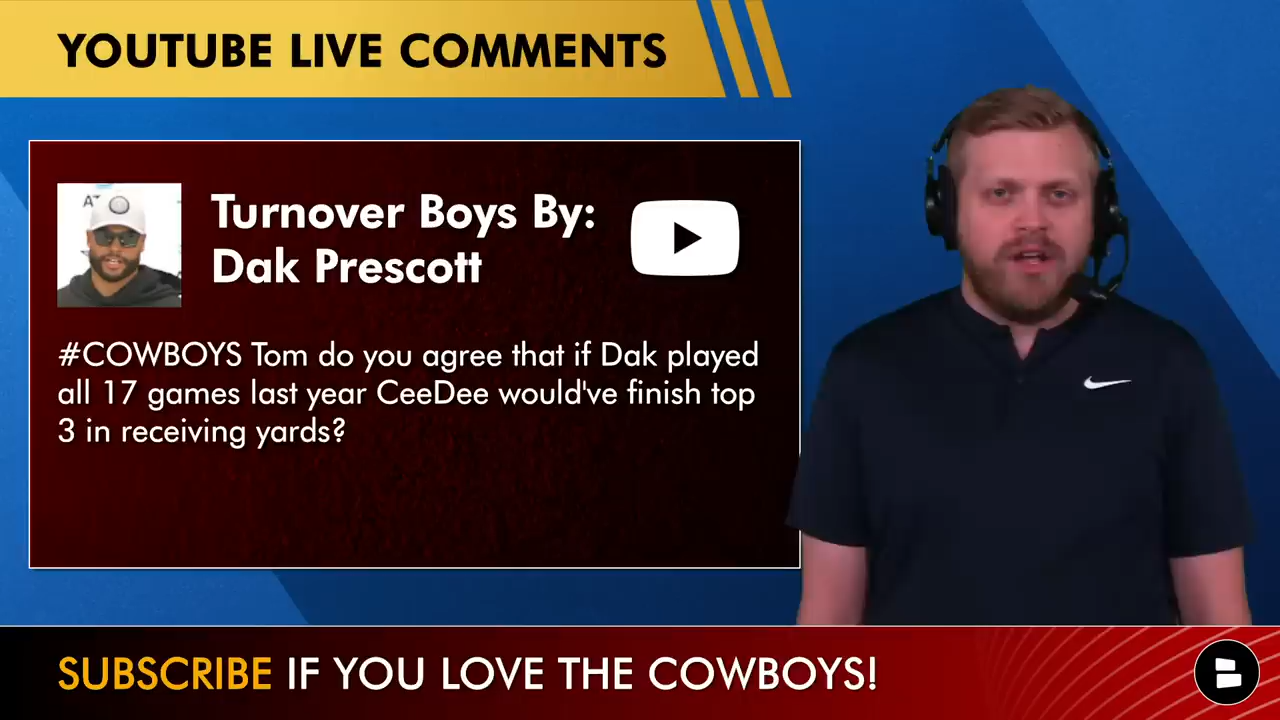 YOUTUBE LIVE COMMENTS
Turnover Boys By:
Dak Prescott
#COWBOYS Tom do you agree that if Dak played
all 17 games last year CeeDee would've finish top
3 in receiving yards?
SUBSCRIBE IF YOU LOVE THE COWBOYS!